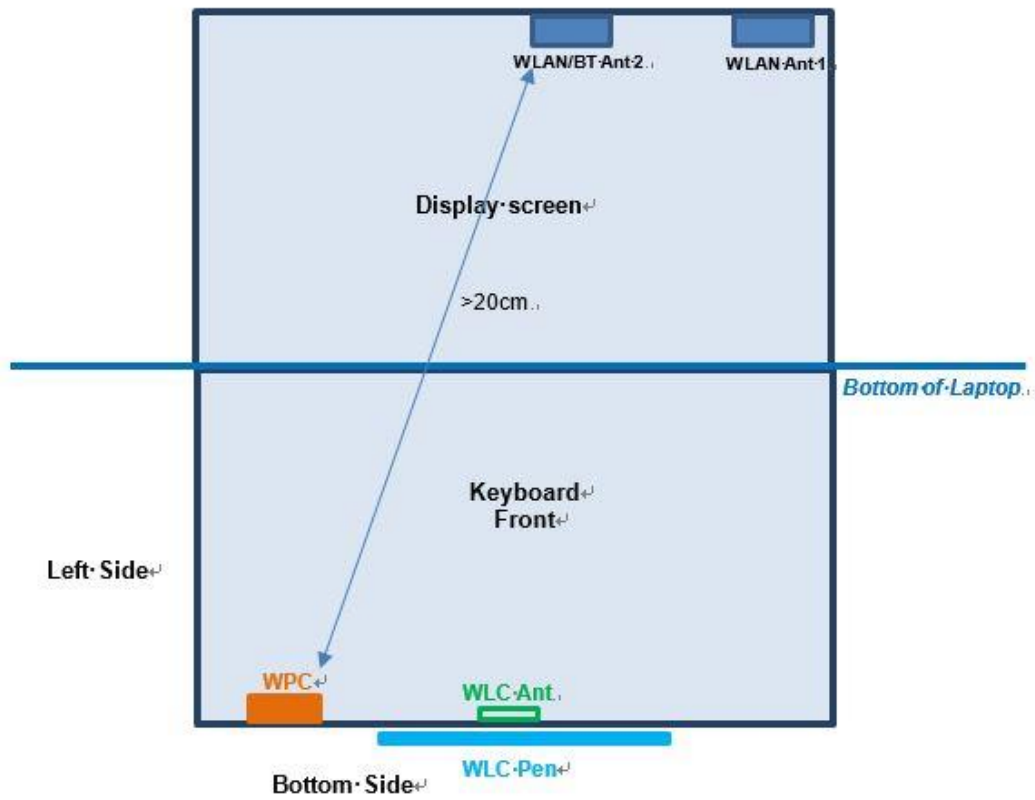 WLAN/BT·Ant·2
WLAN·Ant·1
Display·screen
>20cm
Bottom·of·Laptop
Keyboard
Front
Left·Side
WPC
WLC·Ant
WLC·Pen
Bottom·Side